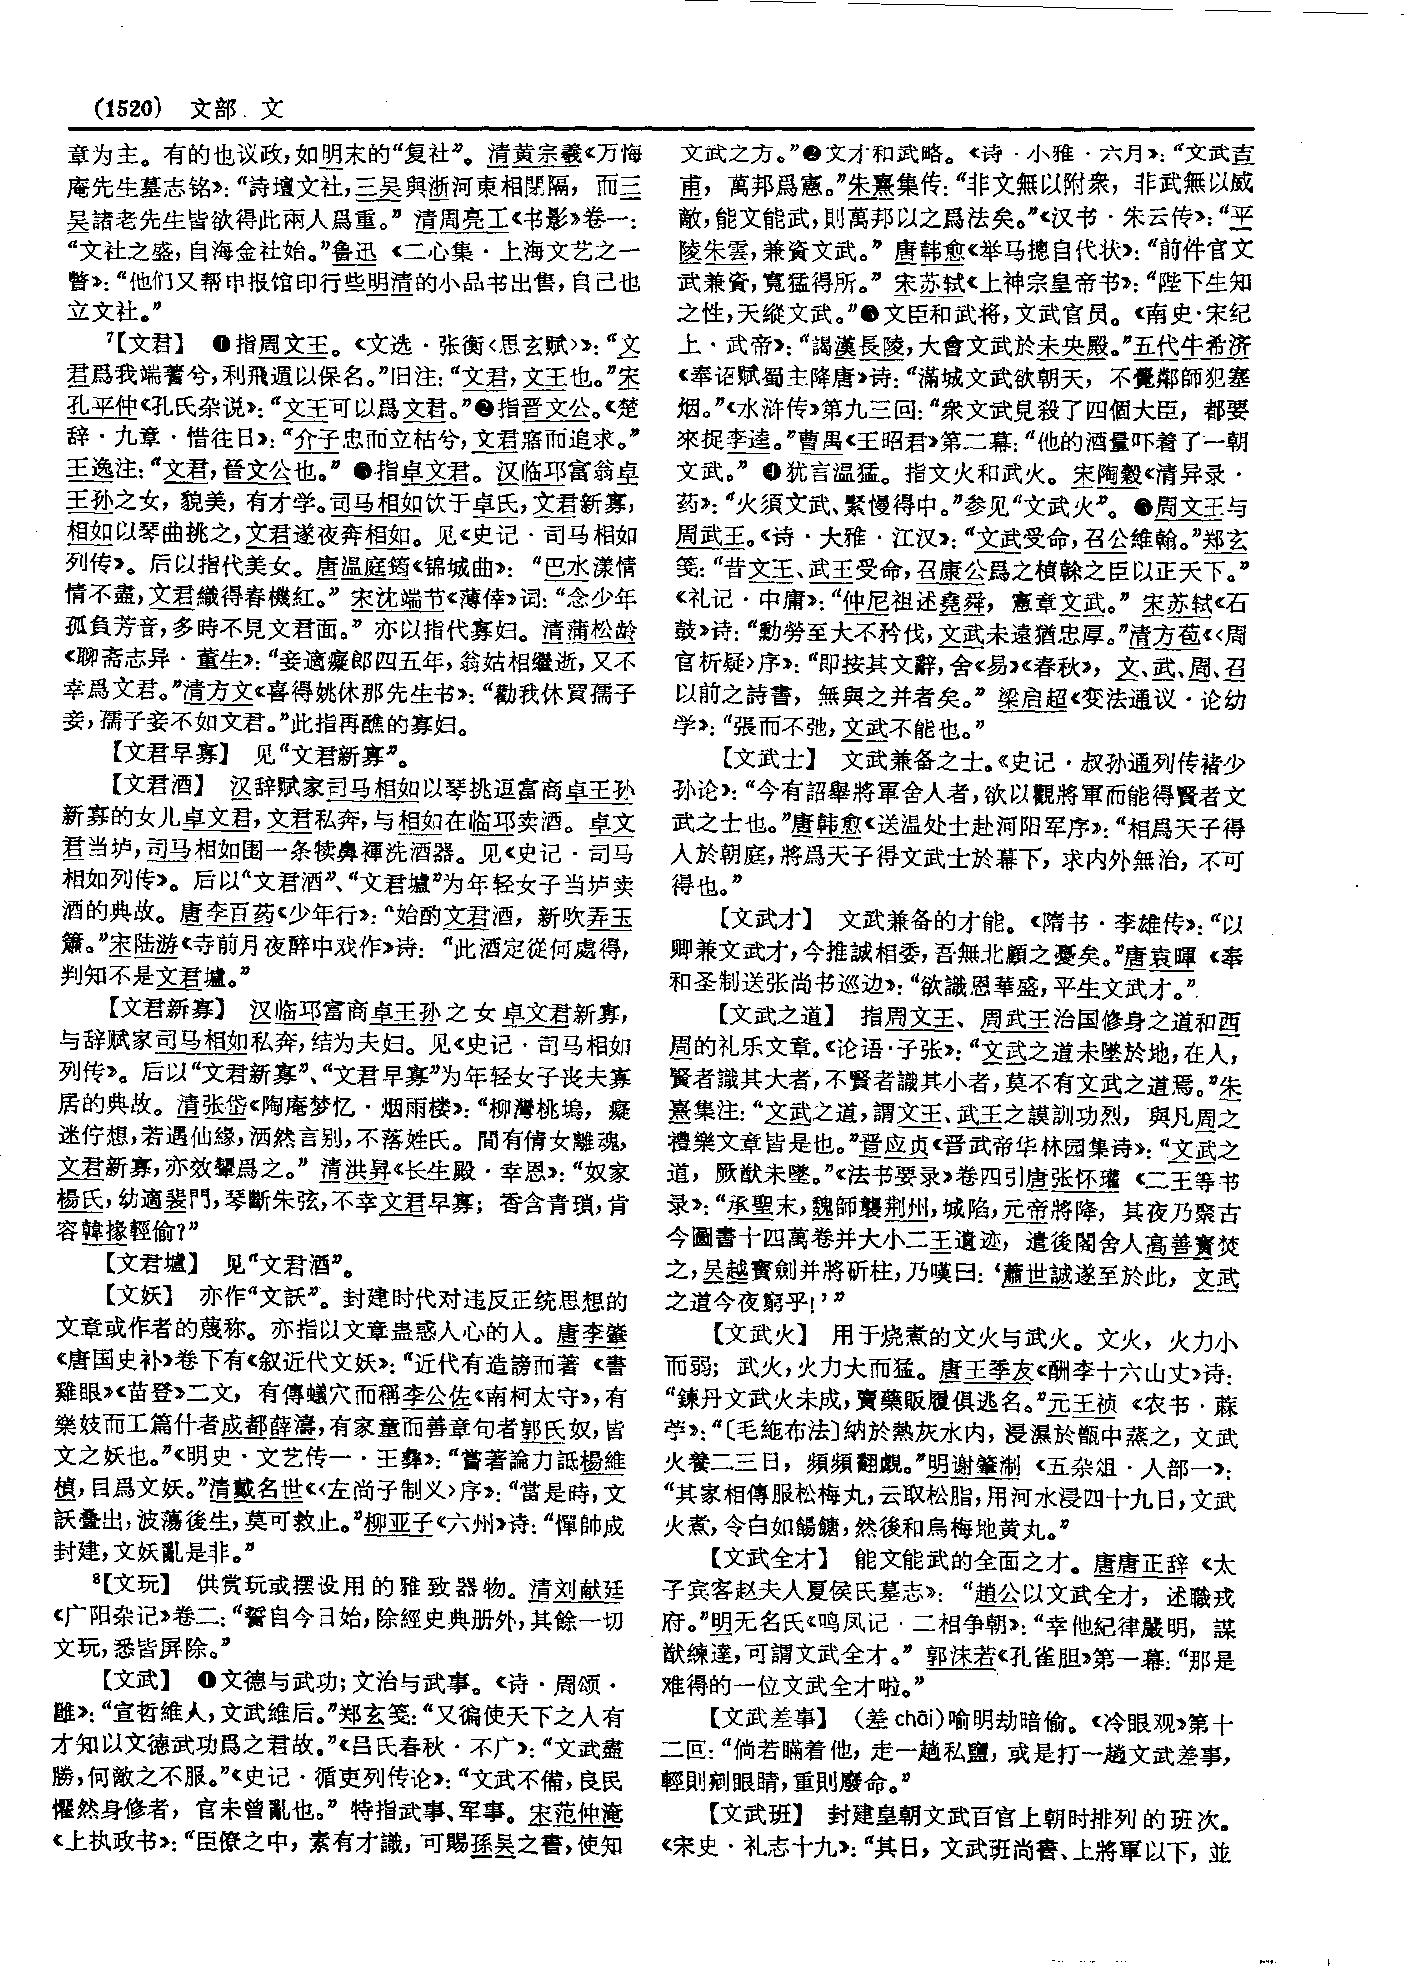 (1520) 文部 文
章为主。有的也议政,如明末的“复社”。清黄宗羲《万悔
庵先生墓志铭》:“詩壇文社,三吴與浙河東相閉隔,而三
吴諸老先生皆欲得此兩人爲重。”清周亮工《书影》卷一:
“文社之盛,自海金社始。”鲁迅《二心集·上海文艺之一
瞥》:“他们又帮申报馆印行些明清的小品书出售,自己也
立文社。”
⁷【文君】 ❶指周文王。《文选·张衡〈思玄赋〉》:“文
君爲我端蓍兮,利飛遁以保名。”旧注:“文君,文王也。”宋
孔平仲《孔氏杂说》:“文王可以爲文君。”❷指晋文公。《楚
辞·九章·惜往日》:“介子忠而立枯兮,文君寤而追求。”
王逸注:“文君,晉文公也。”❸指卓文君。汉临邛富翁卓
王孙之女,貌美,有才学。司马相如饮于卓氏,文君新寡,
相如以琴曲挑之,文君遂夜奔相如。见《史记·司马相如
列传》。后以指代美女。唐温庭筠《锦城曲》:“巴水漾情
情不盡,文君織得春機紅。”宋沈端节《薄倖》词:“念少年
孤負芳音,多時不見文君面。”亦以指代寡妇。清蒲松龄
《聊斋志异·董生》:“妾適癡郎四五年,翁姑相繼逝,又不
幸爲文君。”清方文《喜得姚休那先生书》:“勸我休買孺子
妾,孺子妾不如文君。”此指再醮的寡妇。
【文君早寡】 见“文君新寡”。
【文君酒】 汉辞赋家司马相如以琴挑逗富商卓王孙
新寡的女儿卓文君,文君私奔,与相如在临邛卖酒。卓文
君当垆,司马相如围一条犊鼻裈洗酒器。见《史记·司马
相如列传》。后以“文君酒”、“文君壚”为年轻女子当垆卖
酒的典故。唐李百药《少年行》:“始酌文君酒,新吹弄玉
簫。”宋陆游《寺前月夜醉中戏作》诗:“此酒定從何處得,
判知不是文君壚。”
【文君新寡】 汉临邛富商卓王孙之女卓文君新寡,
与辞赋家司马相如私奔,结为夫妇。见《史记·司马相如
列传》。后以“文君新寡”、“文君早寡”为年轻女子丧夫寡
居的典故。清张岱《陶庵梦忆·烟雨楼》:“柳灣桃塢,癡
迷佇想,若遇仙緣,洒然言别,不落姓氏。間有倩女離魂,
文君新寡,亦效顰爲之。”清洪昇《长生殿·幸恩》:“奴家
楊氏,幼適裴門,琴斷朱弦,不幸文君早寡;香含青瑣,肯
容韓掾輕偷?”
【文君壚】 见“文君酒”。
【文妖】 亦作“文訞”。封建时代对违反正统思想的
文章或作者的蔑称。亦指以文章蛊惑人心的人。唐李肇
《唐国史补》卷下有《叙近代文妖》:“近代有造謗而著《書
雞眼》《苗登》二文,有傳蟻穴而稱李公佐《南柯太守》,有
樂妓而工篇什者成都薛濤,有家童而善章句者郭氏奴,皆
文之妖也。”《明史·文艺传一·王彝》:“嘗著論力詆楊維
楨,目爲文妖。”清戴名世《〈左尚子制义〉序》:“當是時,文
訞疊出,波蕩後生,莫可救止。”柳亚子《六州》诗:“憚帥成
封建,文妖亂是非。”
⁸【文玩】 供赏玩或摆设用的雅致器物。清刘献廷
《广阳杂记》卷二:“誓自今日始,除經史典册外,其餘一切
文玩,悉皆屏除。”
【文武】 ❶文德与武功;文治与武事。《诗·周颂·
雝》:“宣哲維人,文武維后。”郑玄笺:“又徧使天下之人有
才知以文德武功爲之君故。”《吕氏春秋·不广》:“文武盡
勝,何敵之不服。”《史记·循吏列传论》:“文武不備,良民
懼然身修者,官未曾亂也。”特指武事、军事。宋范仲淹
《上执政书》:“臣僚之中,素有才識,可賜孫吴之書,使知
文武之方。”❷文才和武略。《诗·小雅·六月》:“文武吉
甫,萬邦爲憲。”朱熹集传:“非文無以附衆,非武無以威
敵,能文能武,則萬邦以之爲法矣。”《汉书·朱云传》:“平
陵朱雲,兼資文武。”唐韩愈《举马摠自代状》:“前件官文
武兼資,寬猛得所。”宋苏轼《上神宗皇帝书》:“陛下生知
之性,天縱文武。”❸文臣和武将,文武官员。《南史·宋纪
上·武帝》:“謁漢長陵,大會文武於未央殿。”五代牛希济
《奉诏赋蜀主降唐》诗:“滿城文武欲朝天,不覺鄰師犯塞
烟。”《水浒传》第九三回:“衆文武見殺了四個大臣,都要
來捉李逵。”曹禺《王昭君》第二幕:“他的酒量吓着了一朝
文武。”❹犹言温猛。指文火和武火。宋陶穀《清异录·
药》:“火須文武、緊慢得中。”参见“文武火”。❺周文王与
周武王。《诗·大雅·江汉》:“文武受命,召公維翰。”郑玄
笺:“昔文王、武王受命,召康公爲之楨榦之臣以正天下。”
《礼记·中庸》:“仲尼祖述堯舜,憲章文武。”宋苏轼《石
鼓》诗:“勳勞至大不矜伐,文武未遠猶忠厚。”清方苞《〈周
官析疑〉序》:“即按其文辭,舍《易》《春秋》,文、武、周、召
以前之詩書,無與之并者矣。”梁启超《变法通议·论幼
学》:“張而不弛,文武不能也。”
【文武士】 文武兼备之士。《史记·叔孙通列传褚少
孙论》:“今有詔舉將軍舍人者,欲以觀將軍而能得賢者文
武之士也。”唐韩愈《送温处士赴河阳军序》:“相爲天子得
人於朝庭,將爲天子得文武士於幕下,求内外無治,不可
得也。”
【文武才】 文武兼备的才能。《隋书·李雄传》:“以
卿兼文武才,今推誠相委,吾無北顧之憂矣。”唐袁暉《奉
和圣制送张尚书巡边》:“欲識恩華盛,平生文武才。”
【文武之道】 指周文王、周武王治国修身之道和西
周的礼乐文章。《论语·子张》:“文武之道未墜於地,在人,
賢者識其大者,不賢者識其小者,莫不有文武之道焉。”朱
熹集注:“文武之道,謂文王、武王之謨訓功烈,與凡周之
禮樂文章皆是也。”晋应贞《晋武帝华林园集诗》:“文武之
道,厥猷未墜。”《法书要录》卷四引唐张怀瓘《二王等书
录》:“承聖末,魏師襲荆州,城陷,元帝將降,其夜乃聚古
今圖書十四萬卷并大小二王遺迹,遣後閣舍人高善寶焚
之,吴越寶劍并將斫柱,乃嘆曰:‘蕭世誠遂至於此,文武
之道今夜窮乎!’”
【文武火】 用于烧煮的文火与武火。文火,火力小
而弱;武火,火力大而猛。唐王季友《酬李十六山丈》诗:
“鍊丹文武火未成,賣藥販履俱逃名。”元王祯《农书·蔴
苧》:“〔毛絁布法〕納於熱灰水内,浸濕於甑中蒸之,文武
火養二三日,頻頻翻覷。”明谢肇淛《五杂俎·人部一》:
“其家相傳服松梅丸,云取松脂,用河水浸四十九日,文武
火煮,令白如餳餹,然後和烏梅地黄丸。”
【文武全才】 能文能武的全面之才。唐唐正辞《太
子宾客赵夫人夏侯氏墓志》:“趙公以文武全才,述職戎
府。”明无名氏《鸣凤记·二相争朝》:“幸他紀律嚴明,謀
猷練達,可謂文武全才。”郭沫若《孔雀胆》第一幕:“那是
难得的一位文武全才啦。”
【文武差事】 (差 chāi)喻明劫暗偷。《冷眼观》第十
二回:“倘若瞞着他,走一趟私鹽,或是打一趟文武差事,
輕則剜眼睛,重則廢命。”
【文武班】 封建皇朝文武百官上朝时排列的班次。
《宋史·礼志十九》:“其日,文武班尚書、上將軍以下,並